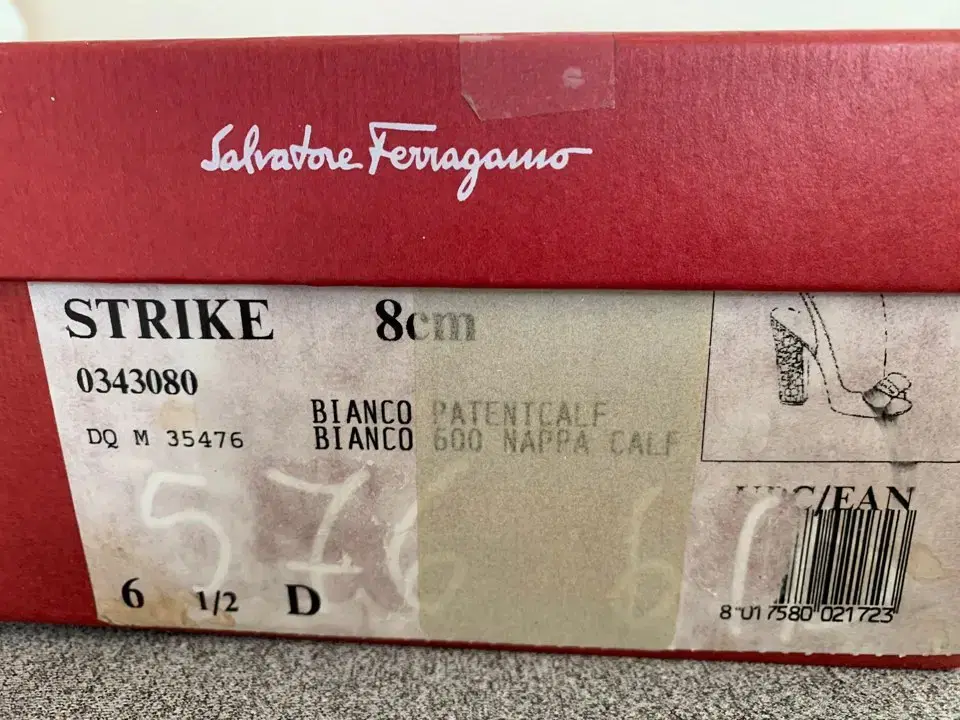 Salvatore Ferragamo
STRIKE 8cm
0343080
BIANCO PATENTCALF
DQ M 35476 BIANCO 600 NAPPA CALF
576
UPC/EAN
6 1/2 D
8 017580 021723